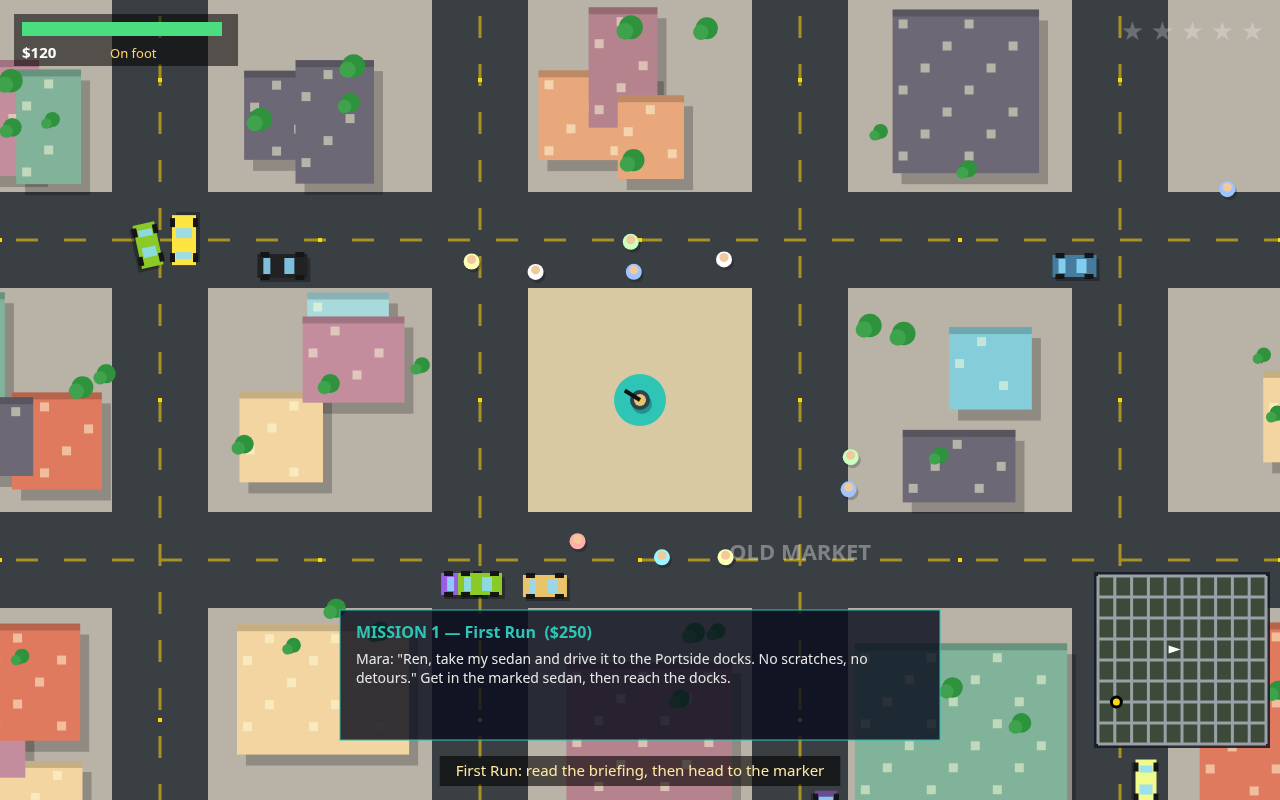 $120 On foot
OLD MARKET
MISSION 1 — First Run ($250)
Mara: "Ren, take my sedan and drive it to the Portside docks. No scratches, no
detours." Get in the marked sedan, then reach the docks.
First Run: read the briefing, then head to the marker